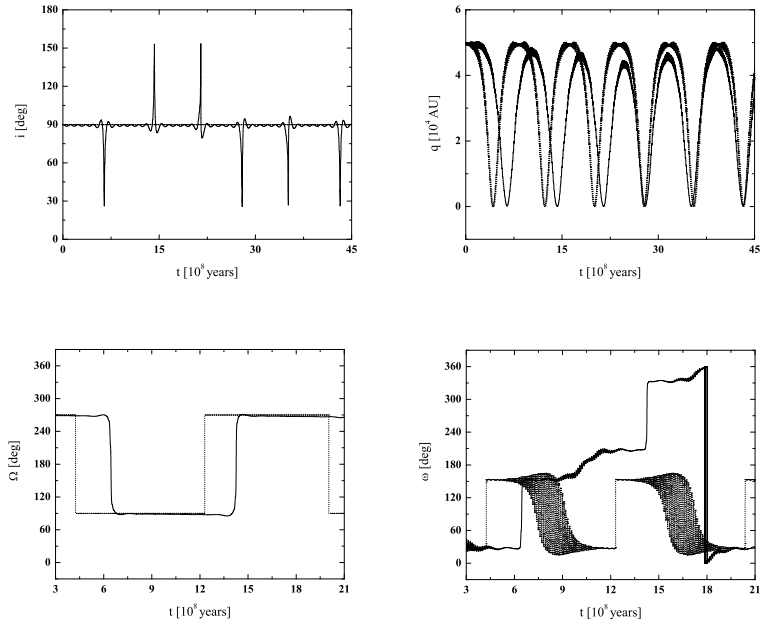 180
150
120
90
60
30
0
i [deg]
0 15 30 45
t [10^8 years]
6
4
2
0
q [10^4 AU]
0 15 30 45
t [10^8 years]
360
300
240
180
120
60
0
Ω [deg]
3 6 9 12 15 18 21
t [10^8 years]
360
300
240
180
120
60
0
ω [deg]
3 6 9 12 15 18 21
t [10^8 years]